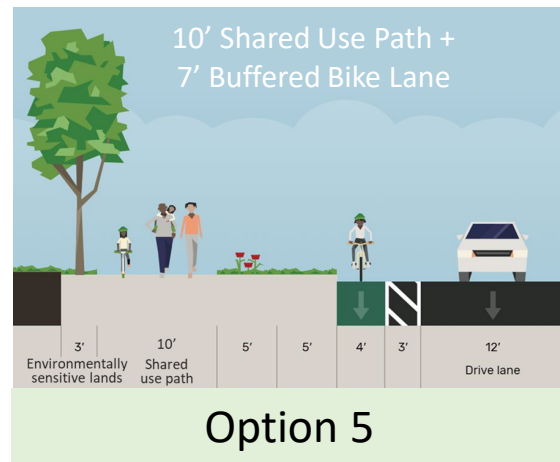 10’ Shared Use Path +
7’ Buffered Bike Lane
3’ 10’ 5’ 5’ 4’ 3’ 12’
Environmentally Shared Drive lane
sensitive lands use path
Option 5